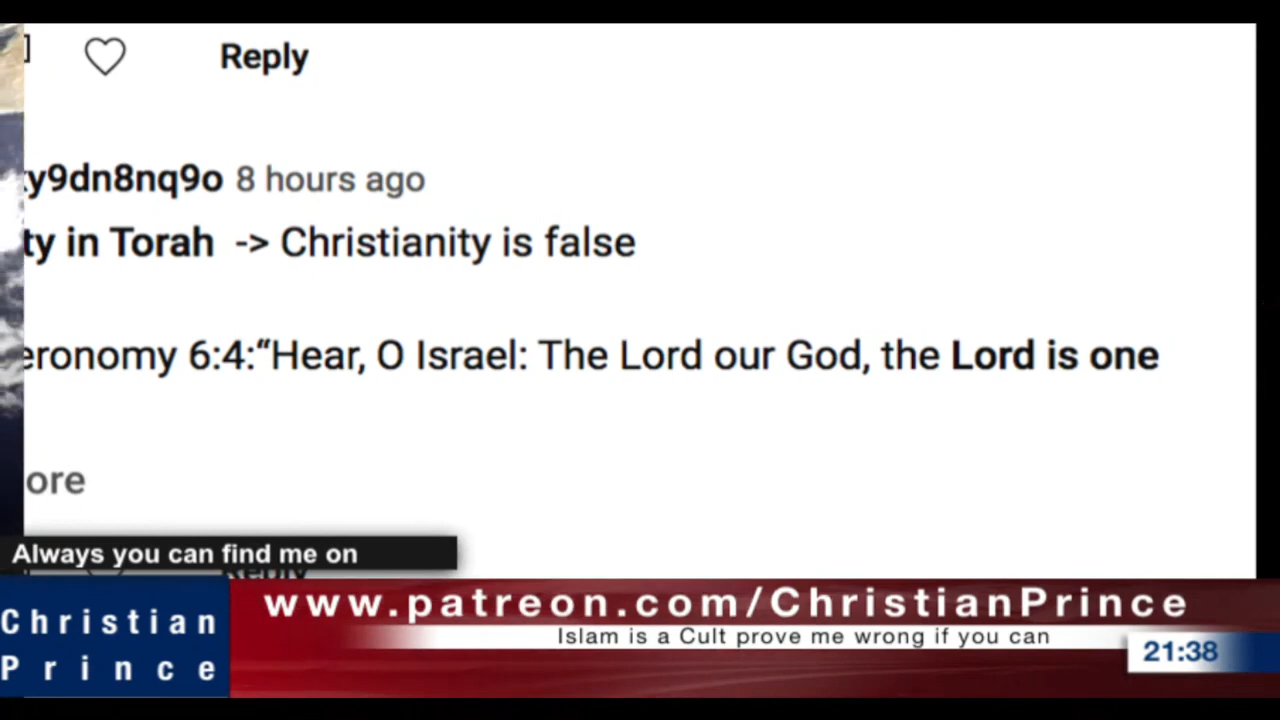 Reply
y9dn8nq9o 8 hours ago
ty in Torah -> Christianity is false
eronomy 6:4:“Hear, O Israel: The Lord our God, the Lord is one
ore
Always you can find me on
Reply
Christian
Prince
www.patreon.com/ChristianPrince
Islam is a Cult prove me wrong if you can
21:38